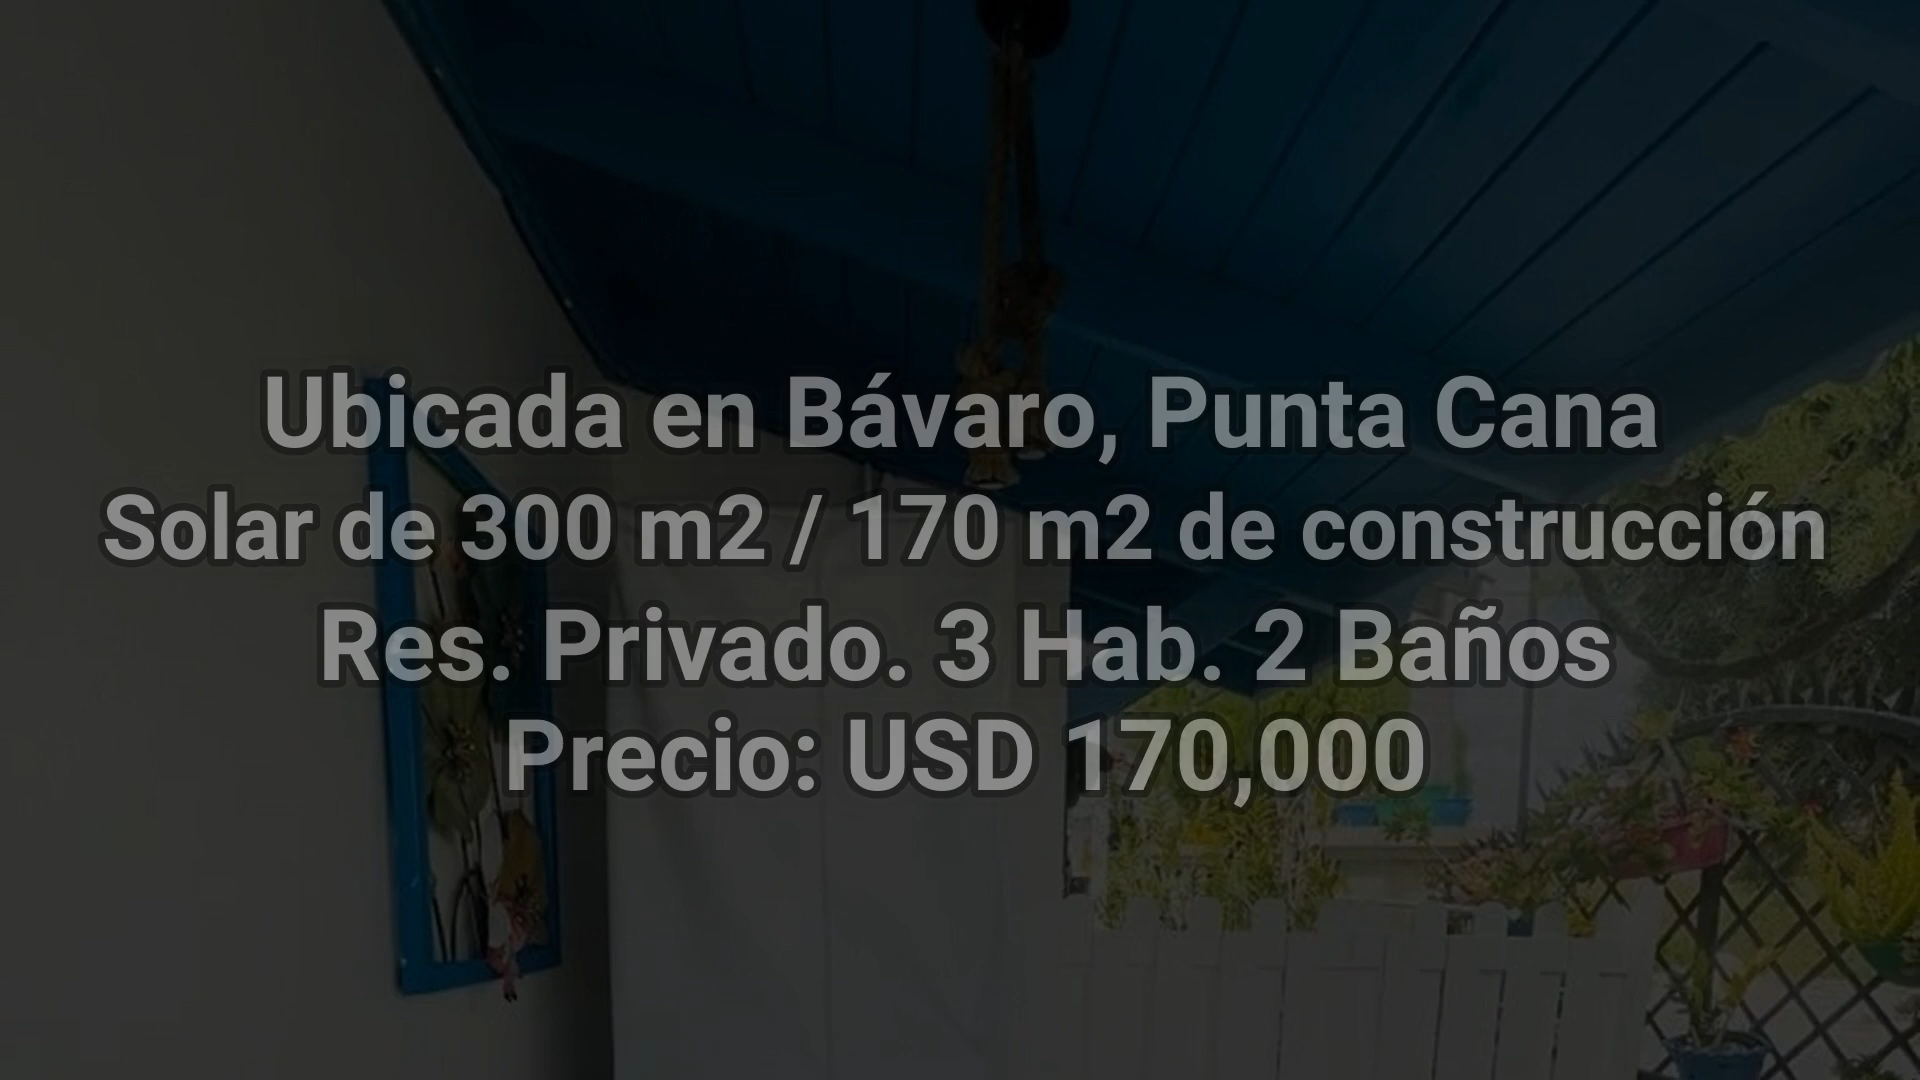 Ubicada en Bávaro, Punta Cana
Solar de 300 m2 / 170 m2 de construcción
Res. Privado. 3 Hab. 2 Baños
Precio: USD 170,000